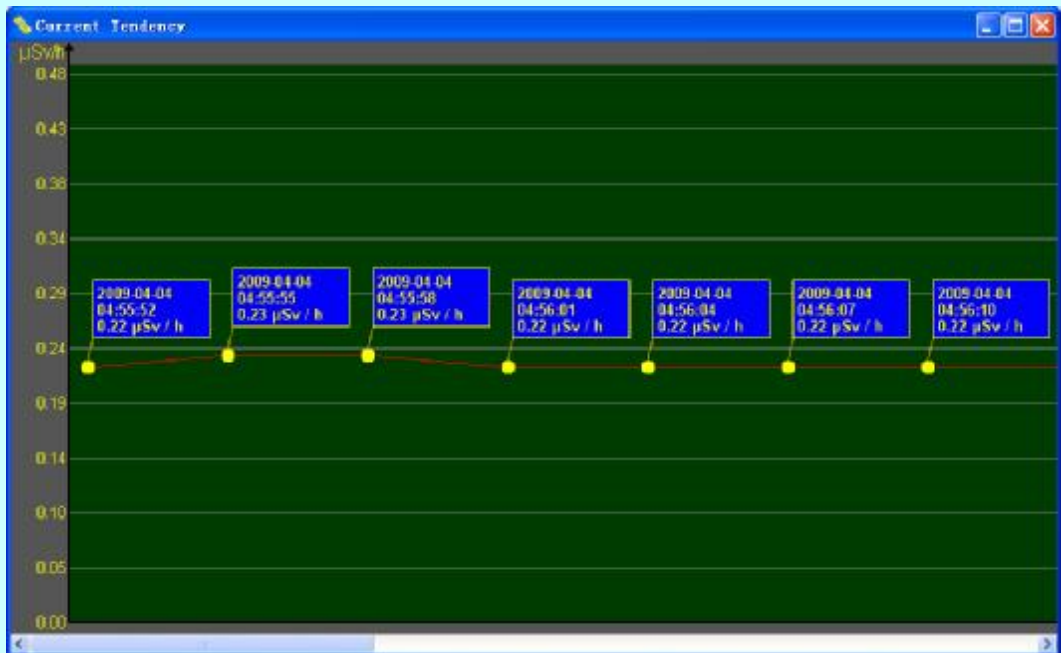 Current Tendency
µSv/h
0.48
0.43
0.38
0.34
0.29
0.24
0.19
0.14
0.10
0.05
0.00
2009-04-04
04:55:52
0.22 µSv / h
2009-04-04
04:55:55
0.23 µSv / h
2009-04-04
04:55:58
0.23 µSv / h
2009-04-04
04:56:01
0.22 µSv / h
2009-04-04
04:56:04
0.22 µSv / h
2009-04-04
04:56:07
0.22 µSv / h
2009-04-04
04:56:10
0.22 µSv / h